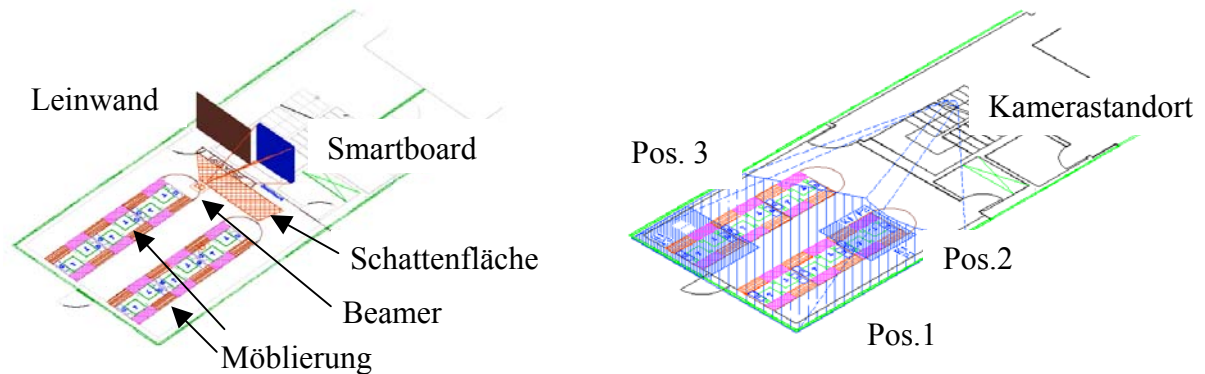 Leinwand
Smartboard
Schattenfläche
Beamer
Möblierung
Kamerastandort
Pos. 3
Pos.2
Pos.1